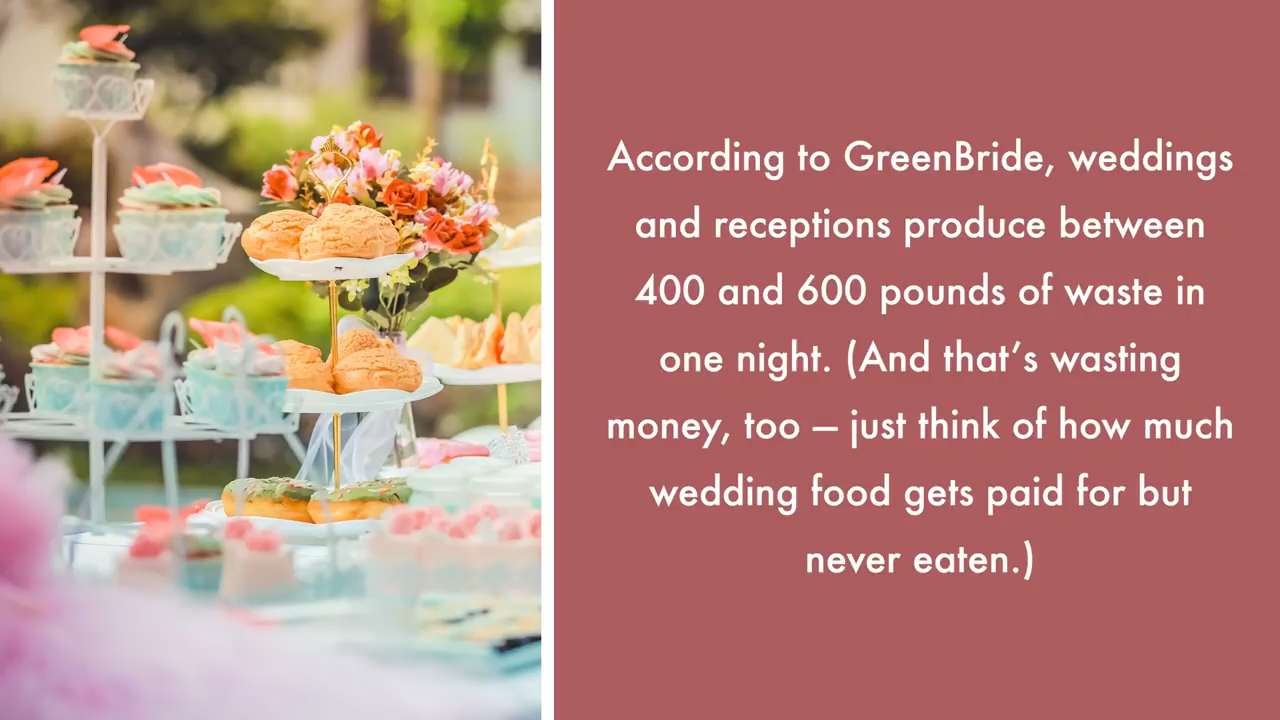 According to GreenBride, weddings
and receptions produce between
400 and 600 pounds of waste in
one night. (And that’s wasting
money, too — just think of how much
wedding food gets paid for but
never eaten.)